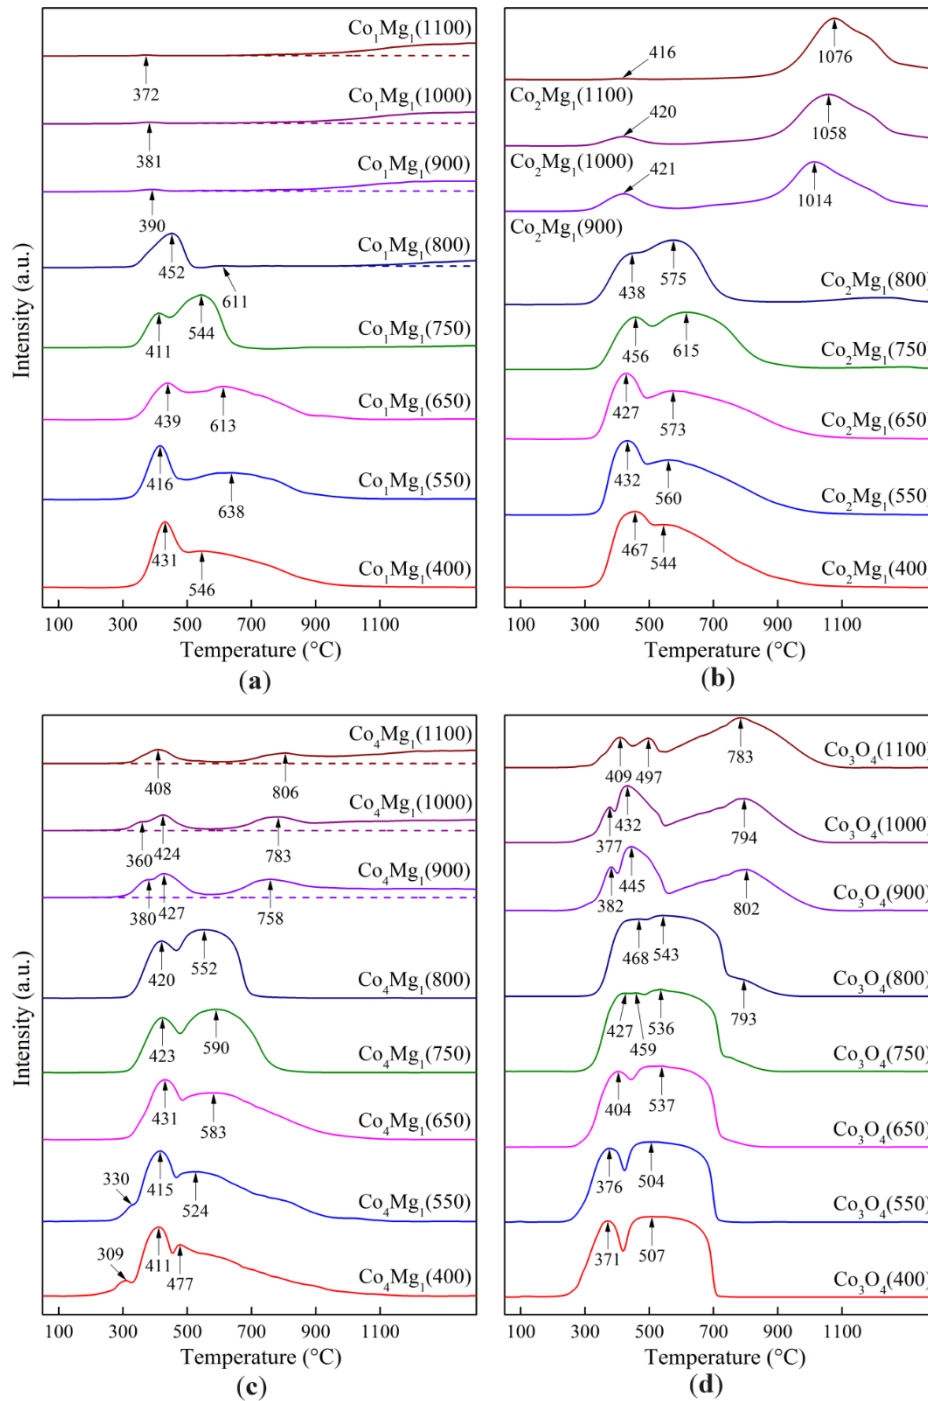 Intensity (a.u.)
Co₁Mg₁(1100)
372
Co₁Mg₁(1000)
381
Co₁Mg₁(900)
390
Co₁Mg₁(800)
452
611
Co₁Mg₁(750)
411
544
Co₁Mg₁(650)
439
613
Co₁Mg₁(550)
416
638
Co₁Mg₁(400)
431
546
100 300 500 700 900 1100
Temperature (°C)
(a)
416
1076
Co₂Mg₁(1100)
420
1058
Co₂Mg₁(1000)
421
1014
Co₂Mg₁(900)
438
575
Co₂Mg₁(800)
456
615
Co₂Mg₁(750)
427
573
Co₂Mg₁(650)
432
560
Co₂Mg₁(550)
467
544
Co₂Mg₁(400)
100 300 500 700 900 1100
Temperature (°C)
(b)
Intensity (a.u.)
Co₄Mg₁(1100)
408
806
Co₄Mg₁(1000)
360
424
783
Co₄Mg₁(900)
380
427
758
420
552
Co₄Mg₁(800)
423
590
Co₄Mg₁(750)
431
583
Co₄Mg₁(650)
330
415
524
Co₄Mg₁(550)
309
411
477
Co₄Mg₁(400)
100 300 500 700 900 1100
Temperature (°C)
(c)
Co₃O₄(1100)
409
497
783
Co₃O₄(1000)
377
432
794
Co₃O₄(900)
382
445
802
Co₃O₄(800)
468
543
793
Co₃O₄(750)
427
459
536
Co₃O₄(650)
404
537
Co₃O₄(550)
376
504
Co₃O₄(400)
371
507
100 300 500 700 900 1100
Temperature (°C)
(d)